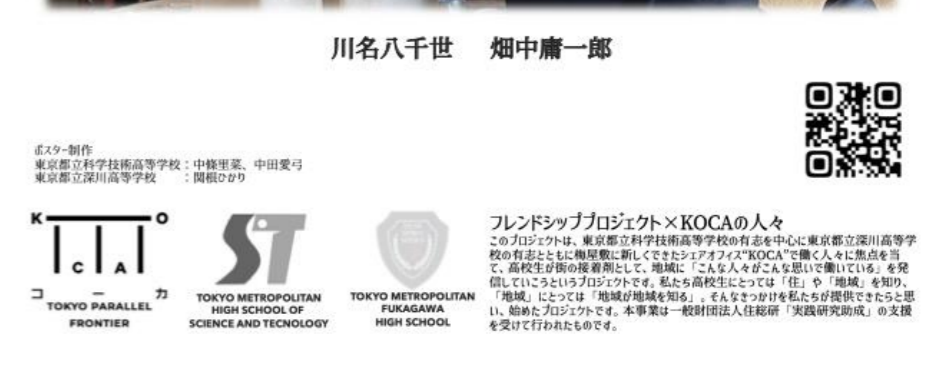 川名八千世　畑中庸一郎
ポスター制作
東京都立科学技術高等学校：中條里菜、中田愛弓
東京都立深川高等学校　　：関根ひかり
K O
I C I A I
コ ー カ
TOKYO PARALLEL
FRONTIER
ST
TOKYO METROPOLITAN
HIGH SCHOOL OF
SCIENCE AND TECNOLOGY
TOKYO METROPOLITAN
FUKAGAWA
HIGH SCHOOL
フレンドシッププロジェクト×KOCAの人々
このプロジェクトは、東京都立科学技術高等学校の有志を中心に東京都立深川高等学
校の有志とともに梅屋敷に新しくできたシェアオフィス“KOCA”で働く人々に焦点を当
て、高校生が街の接着剤として、地域に「こんな人々がこんな思いで働いている」を発
信していこうというプロジェクトです。私たち高校生にとっては「住」や「地域」を知り、
「地域」にとっては「地域が地域を知る」。そんなきっかけを私たちが提供できたらと思
い、始めたプロジェクトです。本事業は一般財団法人住総研「実践研究助成」の支援
を受けて行われたものです。